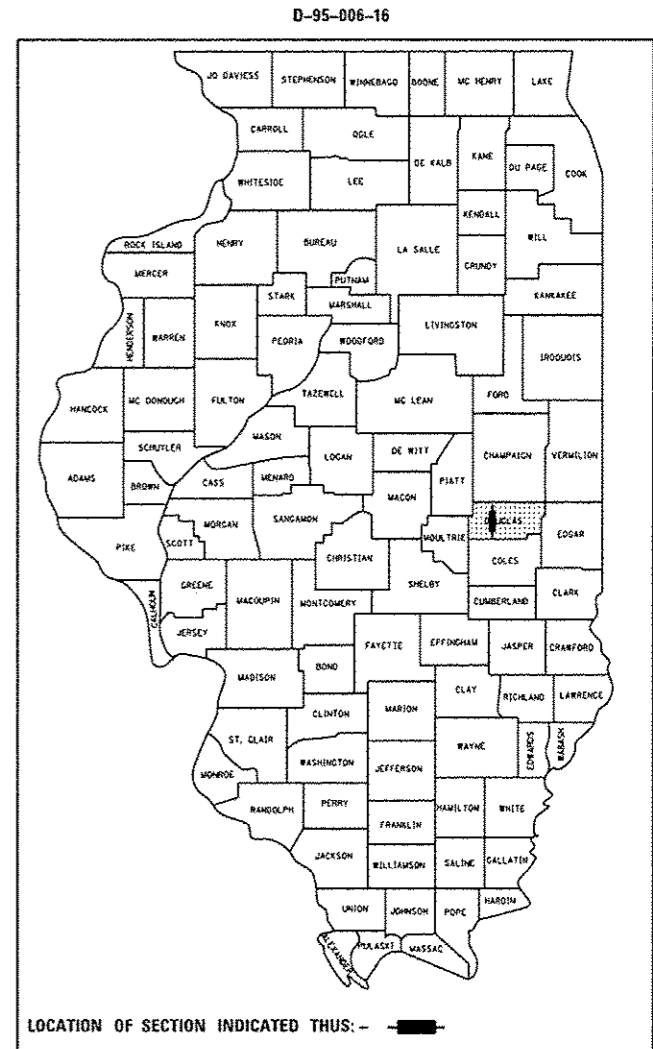 D-95-006-16
JO DAVIESS STEPHENSON WINNEBAGO BOONE MC HENRY LAKE
CARROLL OGLE DE KALB KANE DU PAGE COOK
WHITESIDE LEE KENDALL WILL
ROCK ISLAND HENRY BUREAU LA SALLE GRUNDY
MERCER PUTNAM KANKAKEE
STARK MARSHALL
HENDERSON WARREN KNOX PEORIA WOODFORD LIVINGSTON IROQUOIS
HANCOCK MC DONOUGH FULTON TAZEWELL MC LEAN FORD
SCHUYLER MASON LOGAN DE WITT CHAMPAIGN VERMILION
ADAMS BROWN CASS MENARD MACON PIATT
PIKE SCOTT MORGAN SANGAMON CHRISTIAN MOULTRIE DOUGLAS EDGAR
COLES
CALHOUN GREENE MACOUPIN MONTGOMERY SHELBY CUMBERLAND CLARK
JERSEY FAYETTE EFFINGHAM JASPER CRAWFORD
MADISON BOND CLAY RICHLAND LAWRENCE
CLINTON MARION
ST. CLAIR WASHINGTON JEFFERSON WAYNE EDWARDS WABASH
MONROE
RANDOLPH PERRY FRANKLIN HAMILTON WHITE
JACKSON WILLIAMSON SALINE GALLATIN
UNION JOHNSON POPE HARDIN
ALEXANDER PULASKI MASSAC
LOCATION OF SECTION INDICATED THUS: -